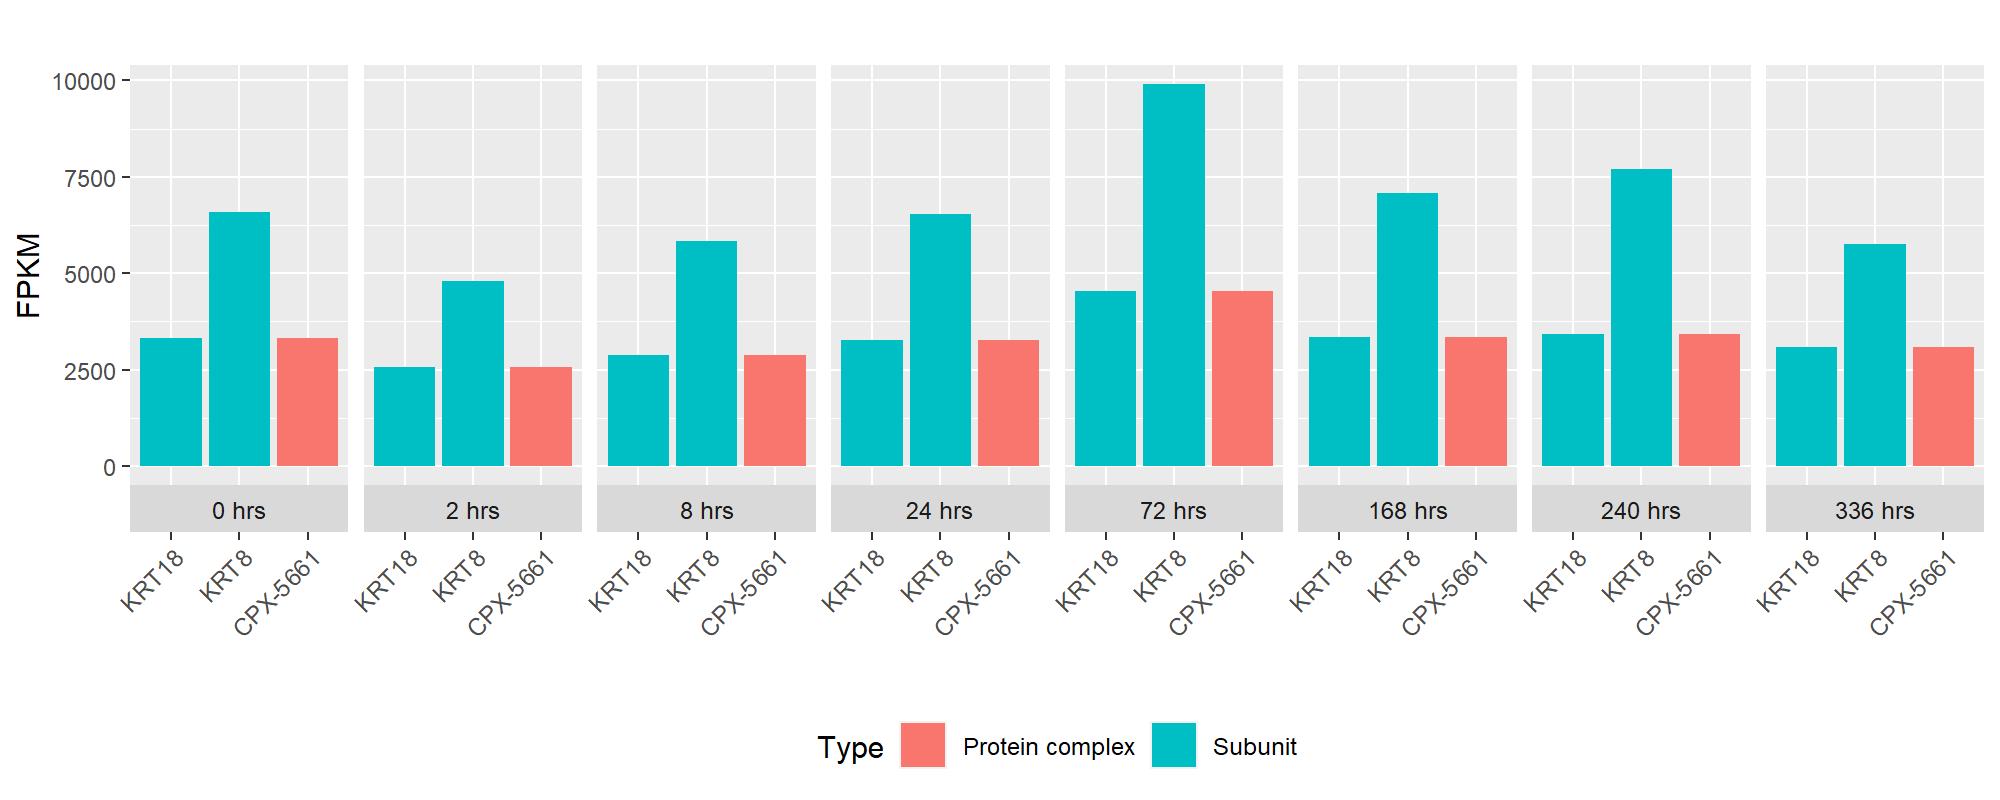 FPKM
10000
7500
5000
2500
0
0 hrs 2 hrs 8 hrs 24 hrs 72 hrs 168 hrs 240 hrs 336 hrs
KRT18 KRT8 CPX-5661 KRT18 KRT8 CPX-5661 KRT18 KRT8 CPX-5661 KRT18 KRT8 CPX-5661 KRT18 KRT8 CPX-5661 KRT18 KRT8 CPX-5661 KRT18 KRT8 CPX-5661 KRT18 KRT8 CPX-5661
Type Protein complex Subunit